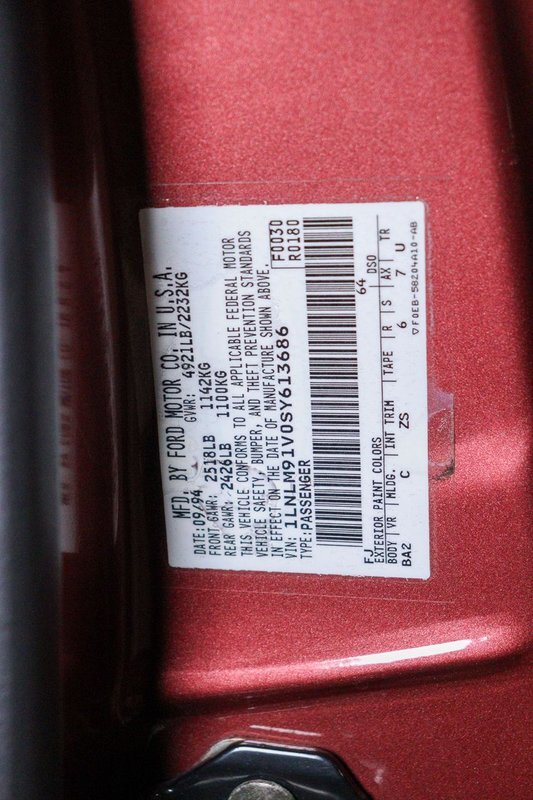 MFD. BY FORD MOTOR CO. IN U.S.A.
DATE: 09/94 GVWR: 4921LB/2232KG
FRONT GAWR: 2518LB 1142KG
REAR GAWR: 2426LB 1100KG
THIS VEHICLE CONFORMS TO ALL APPLICABLE FEDERAL MOTOR
VEHICLE SAFETY, BUMPER, AND THEFT PREVENTION STANDARDS
IN EFFECT ON THE DATE OF MANUFACTURE SHOWN ABOVE.
VIN: 1LNLM91V0SY613686 F0030
TYPE: PASSENGER R0180
64
FJ DSO
EXTERIOR PAINT COLORS
BODY VR MLDG. INT TRIM TAPE R S AX TR
BA2 C ZS 6 7 U
▽F0EB-58204A10-AB